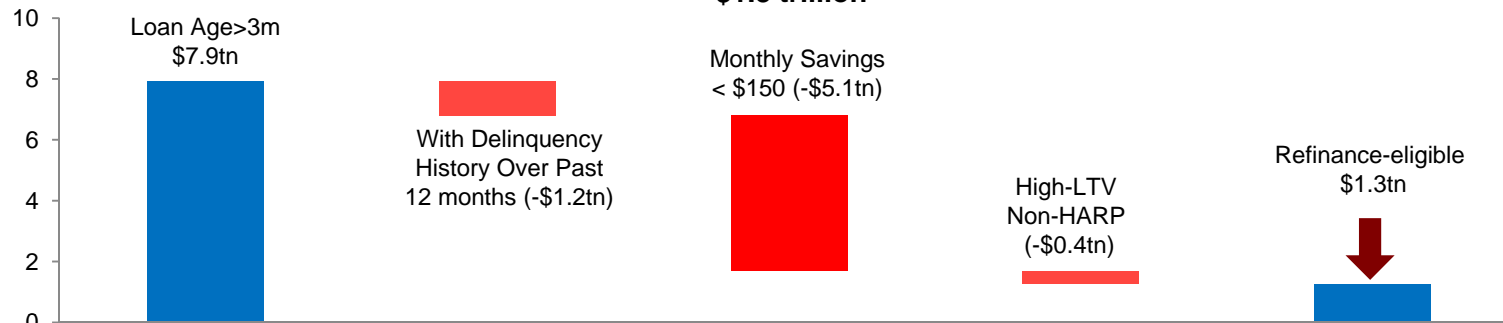 10
8
6
4
2
0
Loan Age>3m
$7.9tn
With Delinquency
History Over Past
12 months (-$1.2tn)
Monthly Savings
< $150 (-$5.1tn)
High-LTV
Non-HARP
(-$0.4tn)
Refinance-eligible
$1.3tn